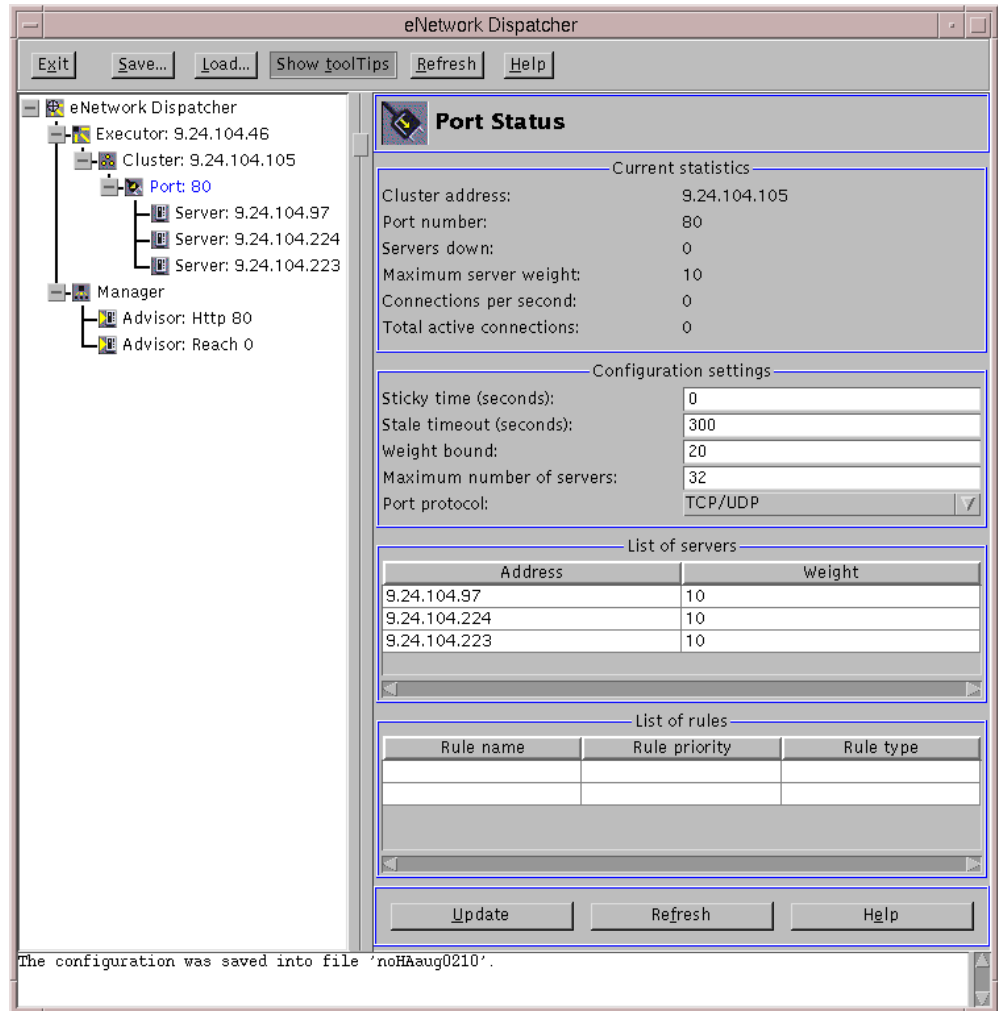 eNetwork Dispatcher
Exit Save... Load... Show toolTips Refresh Help
eNetwork Dispatcher
Executor: 9.24.104.46
Cluster: 9.24.104.105
Port: 80
Server: 9.24.104.97
Server: 9.24.104.224
Server: 9.24.104.223
Manager
Advisor: Http 80
Advisor: Reach 0
Port Status
Current statistics
Cluster address: 9.24.104.105
Port number: 80
Servers down: 0
Maximum server weight: 10
Connections per second: 0
Total active connections: 0
Configuration settings
Sticky time (seconds): 0
Stale timeout (seconds): 300
Weight bound: 20
Maximum number of servers: 32
Port protocol: TCP/UDP
List of servers
Address Weight
9.24.104.97 10
9.24.104.224 10
9.24.104.223 10
List of rules
Rule name Rule priority Rule type
Update Refresh Help
The configuration was saved into file 'noHAaug0210'.